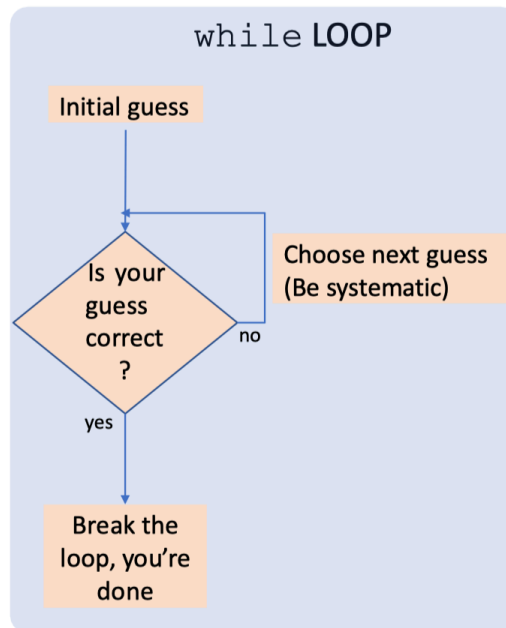 while LOOP
Initial guess
Is your
guess
correct
?
Choose next guess
(Be systematic)
no
yes
Break the
loop, you're
done